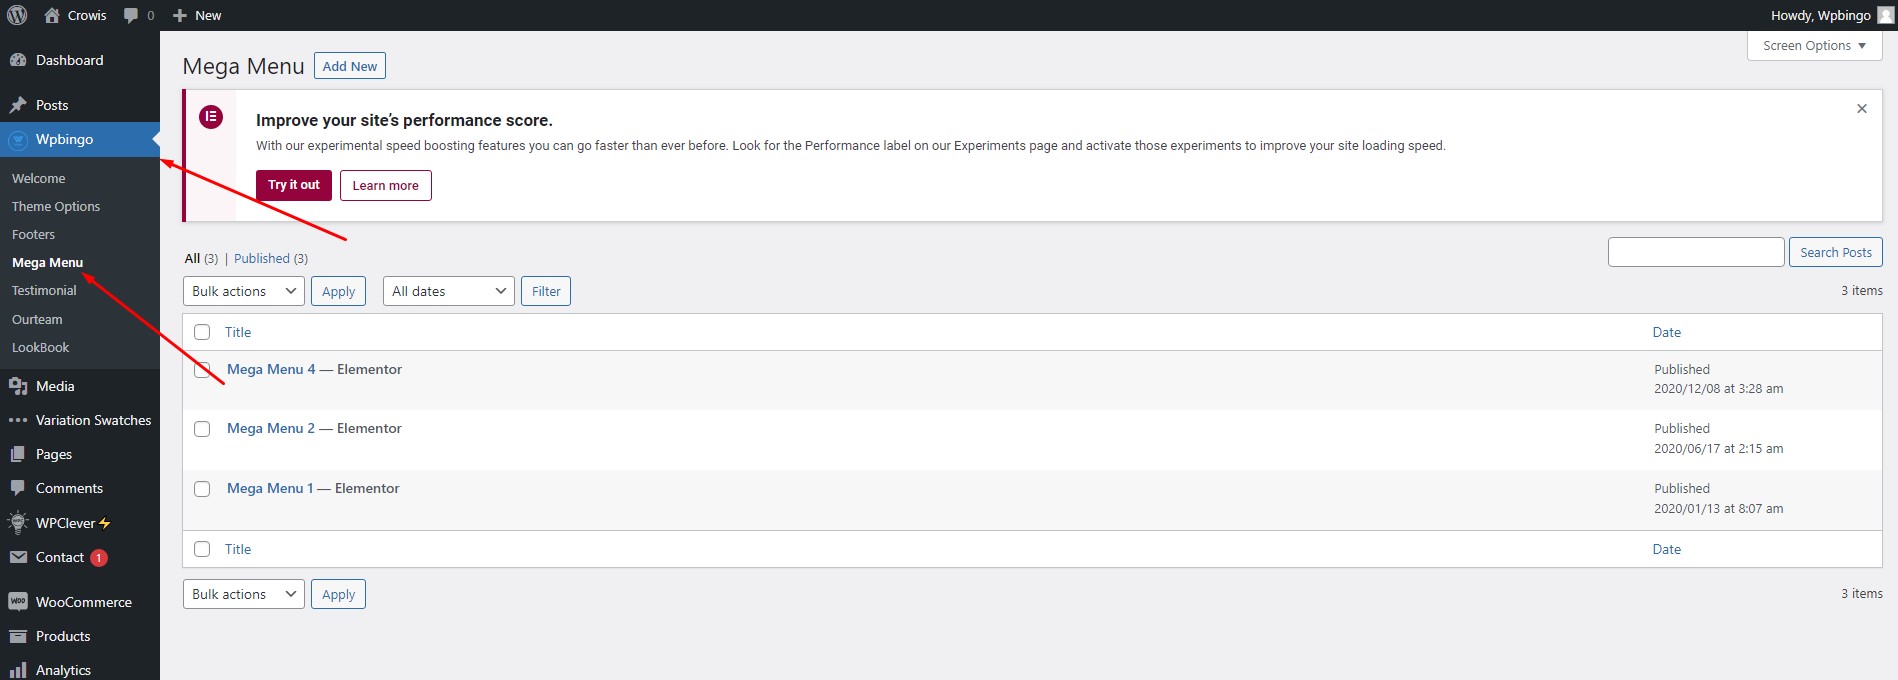 Crowis 0 New Howdy, Wpbingo
Screen Options
Dashboard
Posts
Wpbingo
Welcome
Theme Options
Footers
Mega Menu
Testimonial
Ourteam
LookBook
Media
Variation Swatches
Pages
Comments
WPClever
Contact 1
WooCommerce
Products
Analytics
Mega Menu Add New
Improve your site’s performance score.
With our experimental speed boosting features you can go faster than ever before. Look for the Performance label on our Experiments page and activate those experiments to improve your site loading speed.
Try it out Learn more
All (3) | Published (3)
Search Posts
Bulk actions Apply All dates Filter 3 items
Title Date
Mega Menu 4 — Elementor Published
2020/12/08 at 3:28 am
Mega Menu 2 — Elementor Published
2020/06/17 at 2:15 am
Mega Menu 1 — Elementor Published
2020/01/13 at 8:07 am
Title Date
Bulk actions Apply 3 items